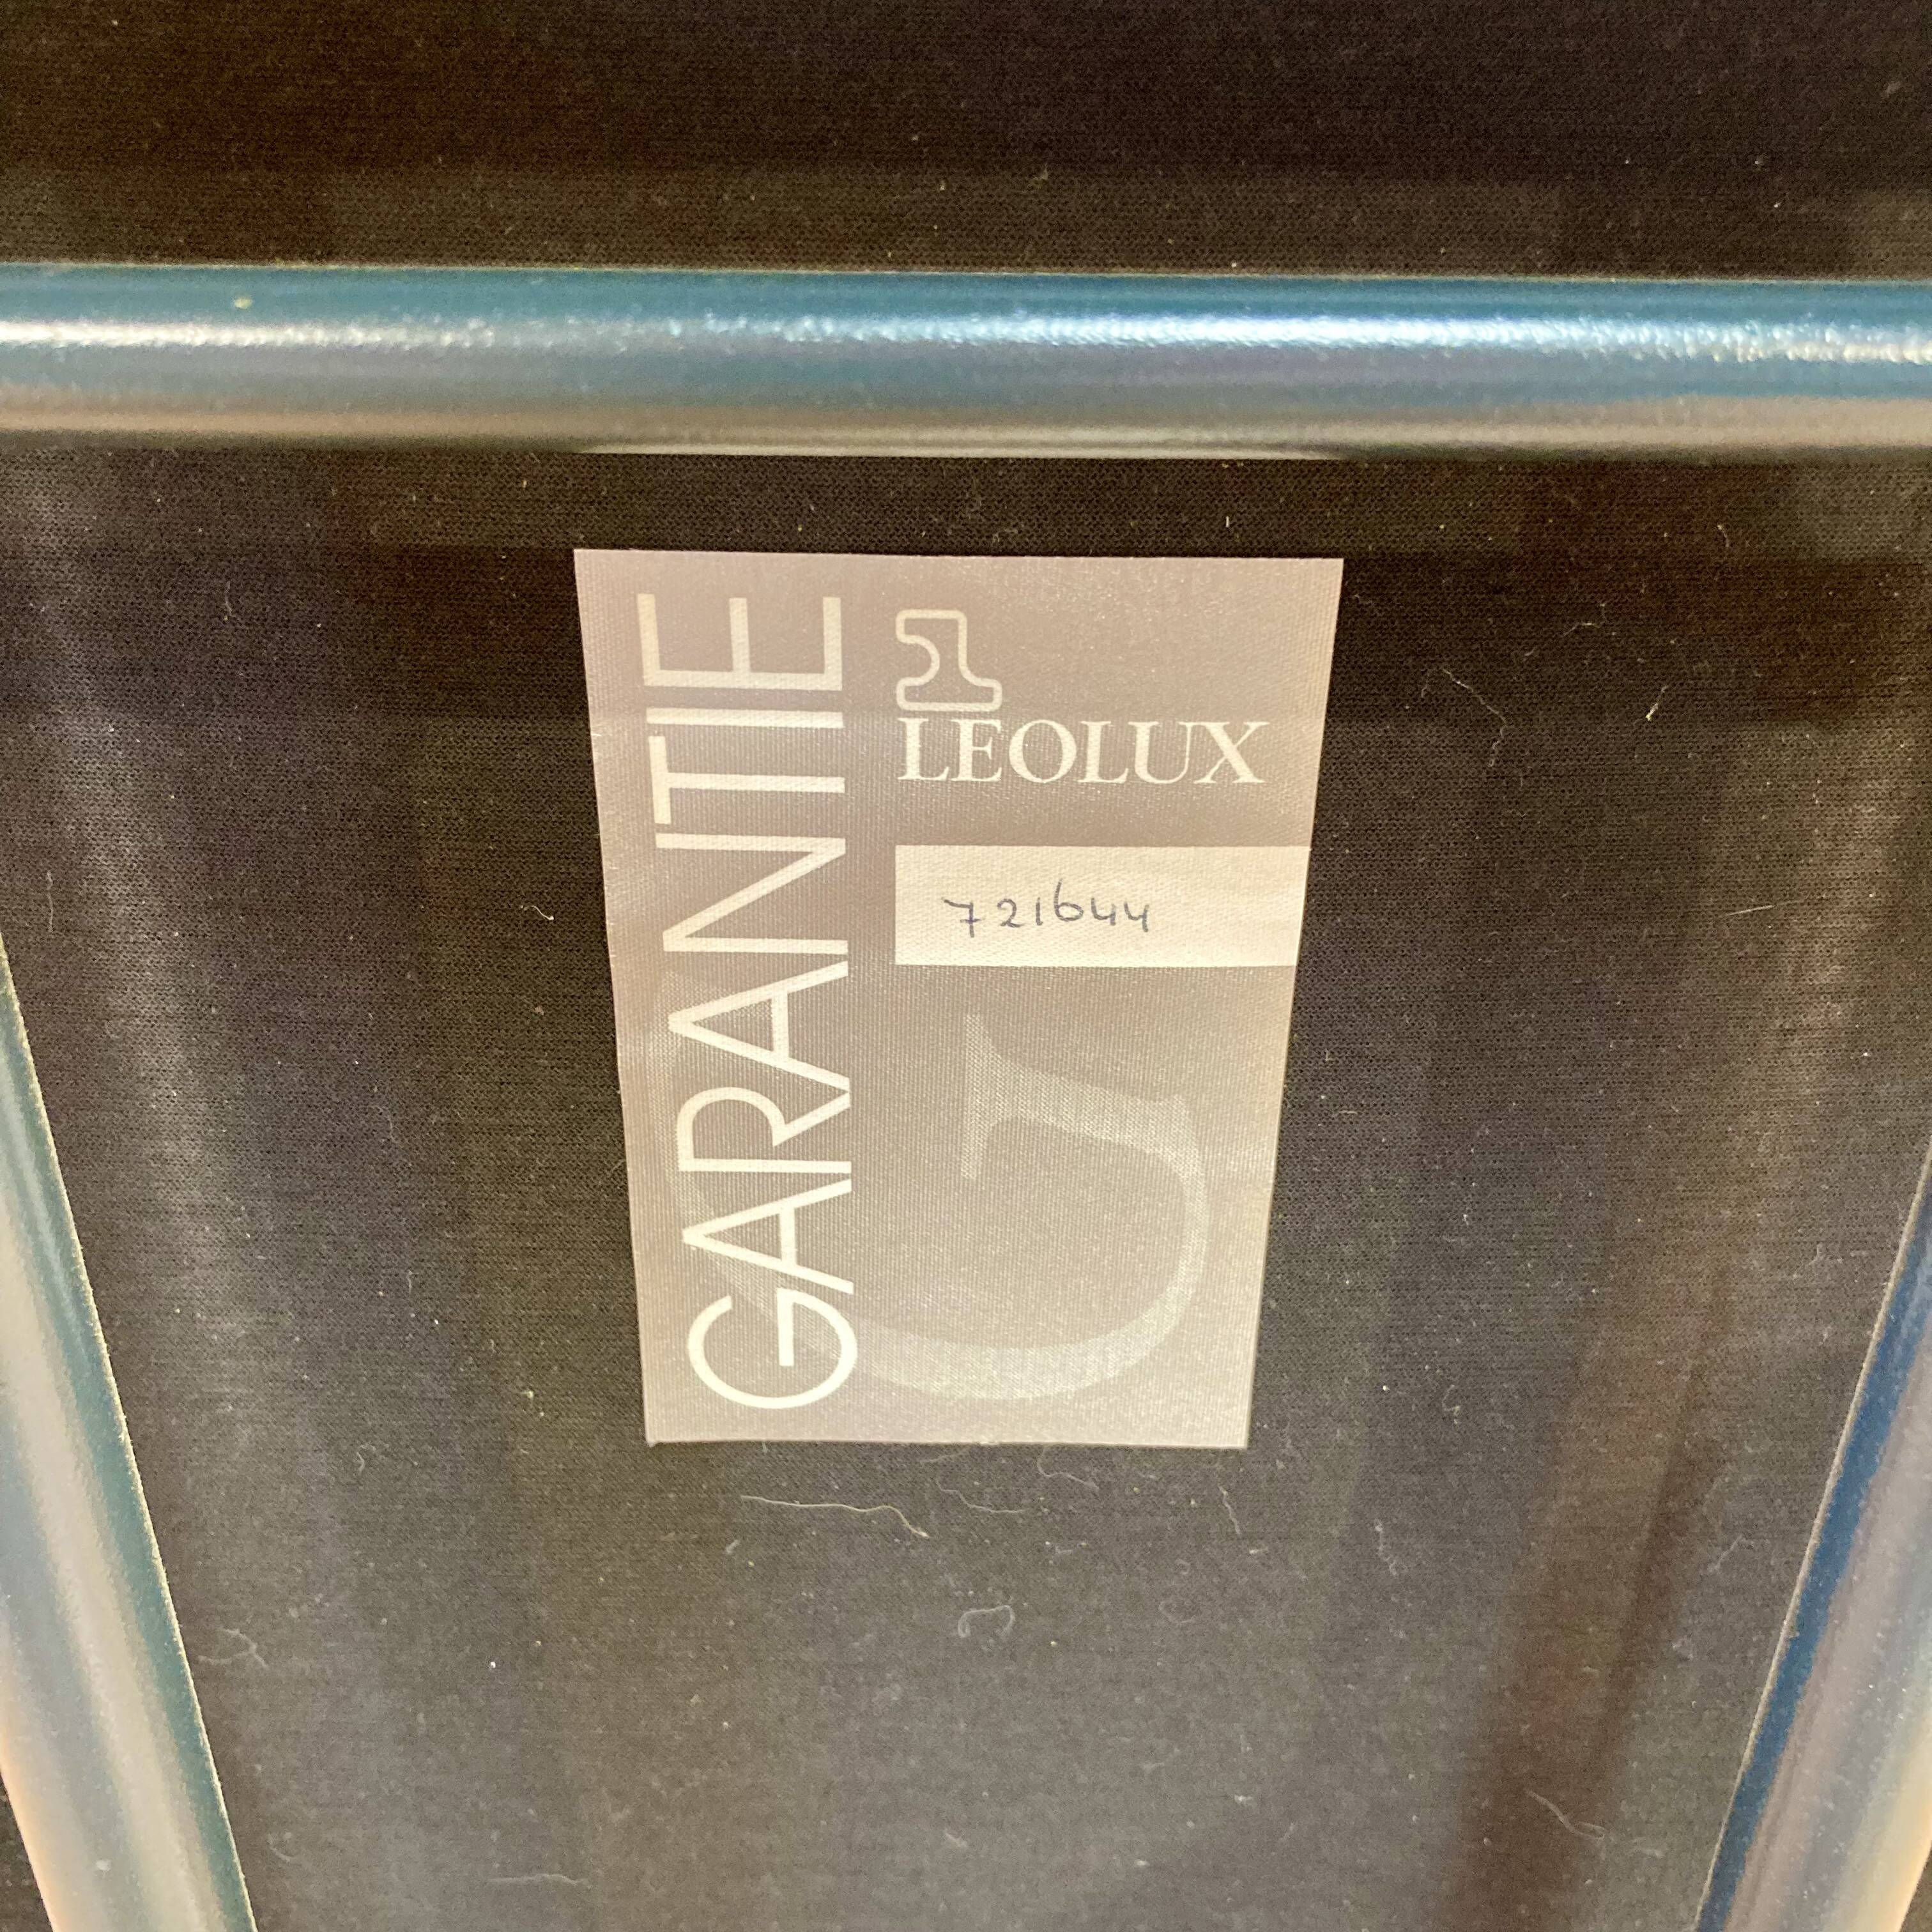 GARANTIE
LEOLUX
721644
G